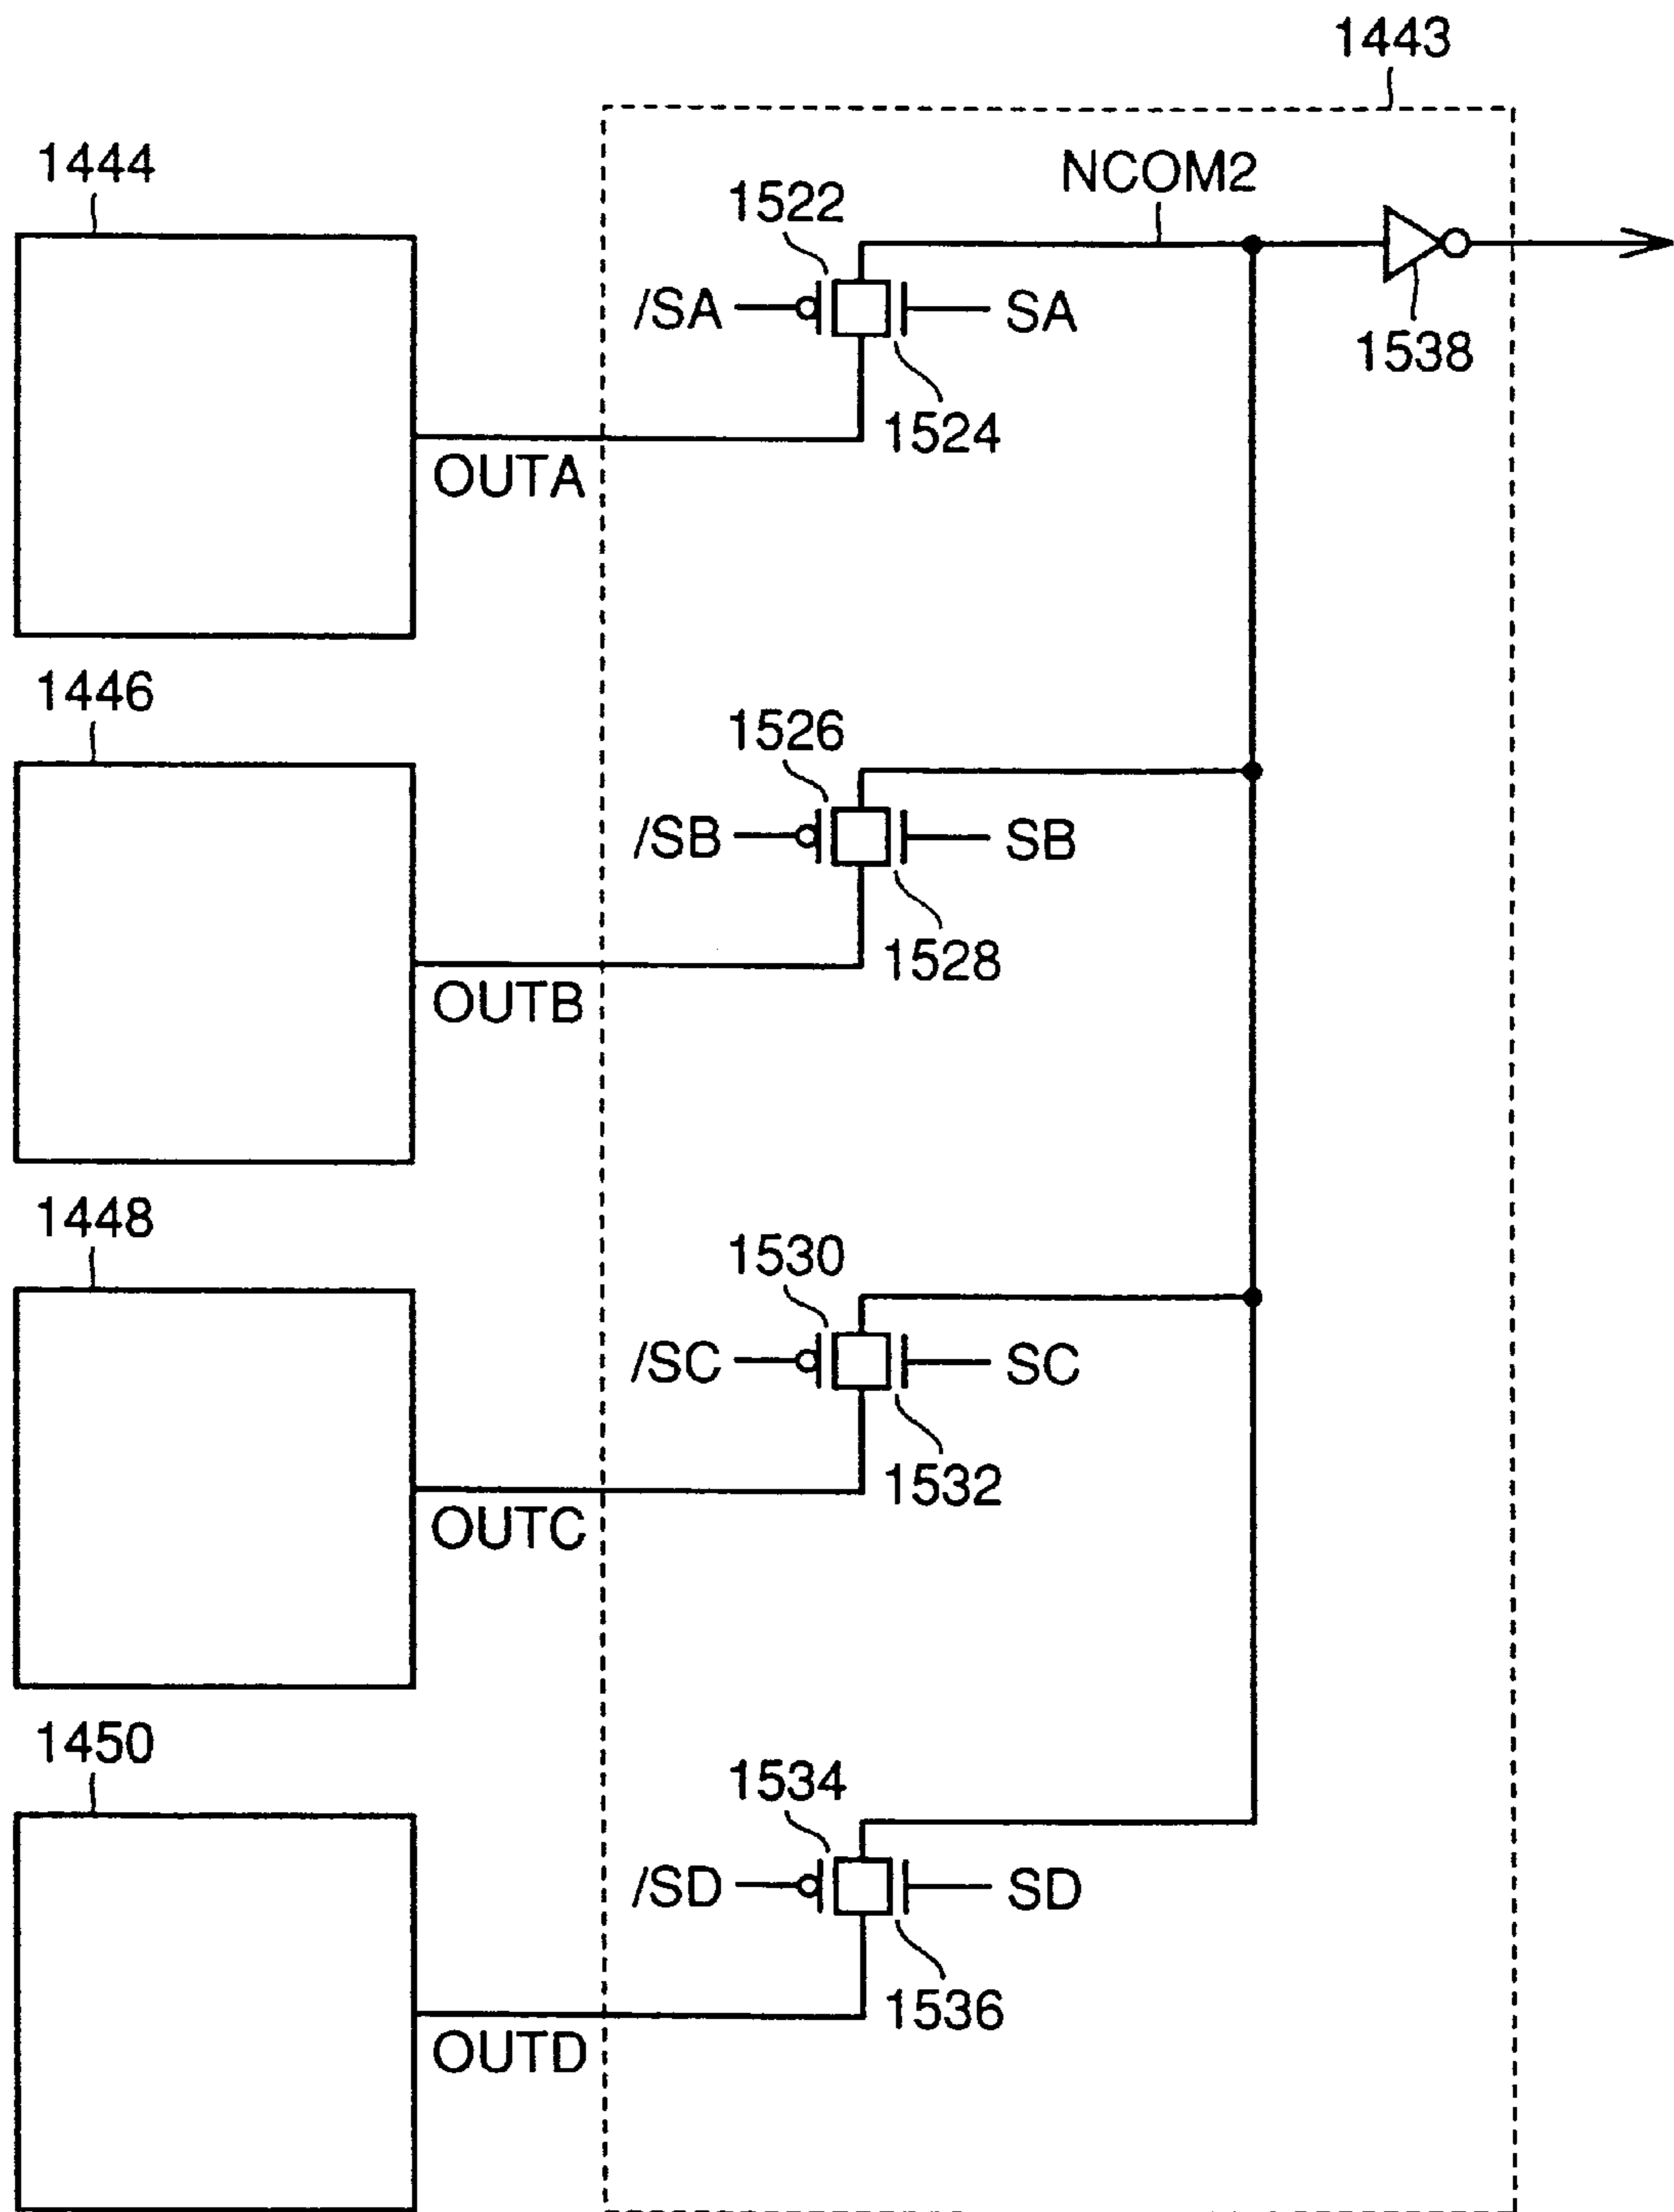 1443
1444
NCOM2
1522
/SA
SA
1538
1524
OUTA
1446
1526
/SB
SB
1528
OUTB
1448
1530
/SC
SC
1532
OUTC
1450
1534
/SD
SD
1536
OUTD